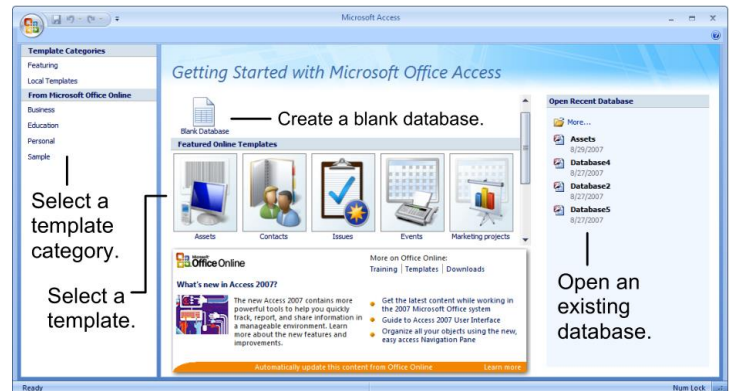 Microsoft Access
Template Categories
Featuring
Local Templates
From Microsoft Office Online
Business
Education
Personal
Sample
Select a
template
category.
Select a
template.
Getting Started with Microsoft Office Access
Blank Database
Create a blank database.
Featured Online Templates
Assets
Contacts
Issues
Events
Marketing projects
Microsoft
Office Online
More on Office Online:
Training | Templates | Downloads
What's new in Access 2007?
The new Access 2007 contains more
powerful tools to help you quickly
track, report, and share information in
a manageable environment. Learn
more about the new features and
improvements.
Get the latest content while working in
the 2007 Microsoft Office system
Guide to Access 2007 User Interface
Organize all your objects using the new,
easy access Navigation Pane
Automatically update this content from Office Online
Learn more
Open Recent Database
More...
Assets
8/29/2007
Database4
8/27/2007
Database2
8/27/2007
Database5
8/27/2007
Open an
existing
database.
Ready
Num Lock